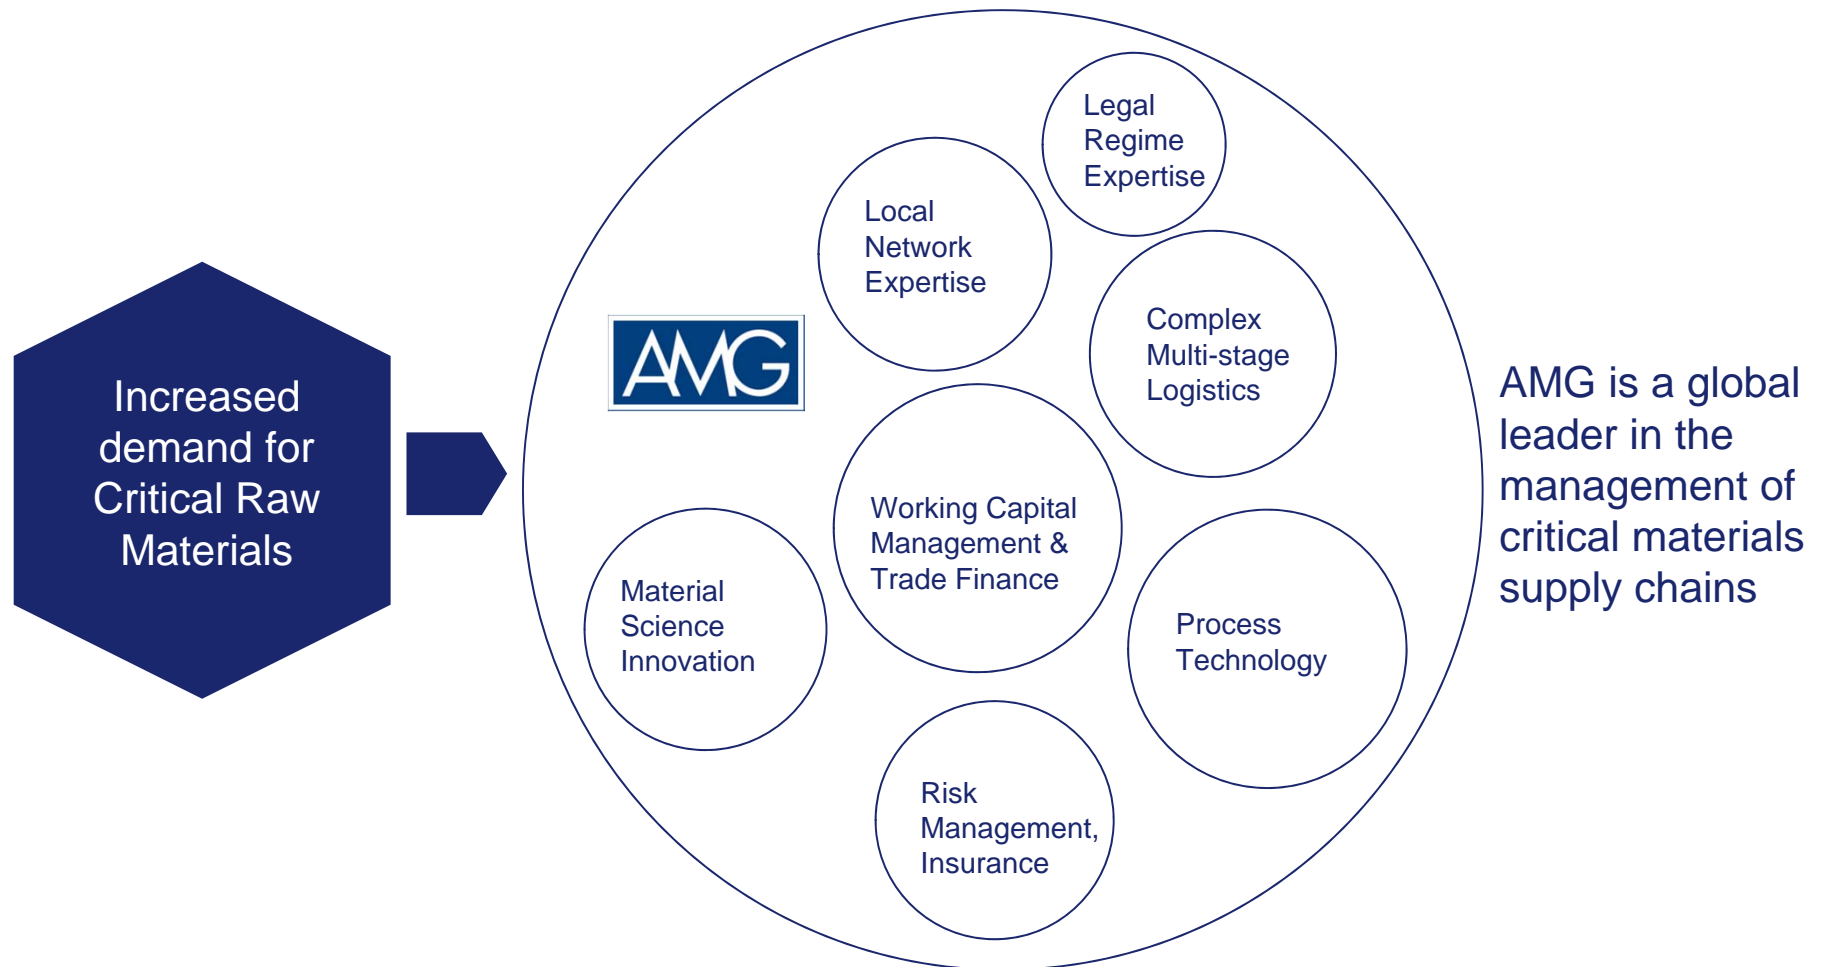 Increased
demand for
Critical Raw
Materials
AMG
Legal
Regime
Expertise
Local
Network
Expertise
Complex
Multi-stage
Logistics
Working Capital
Management &
Trade Finance
Material
Science
Innovation
Process
Technology
Risk
Management,
Insurance
AMG is a global
leader in the
management of
critical materials
supply chains